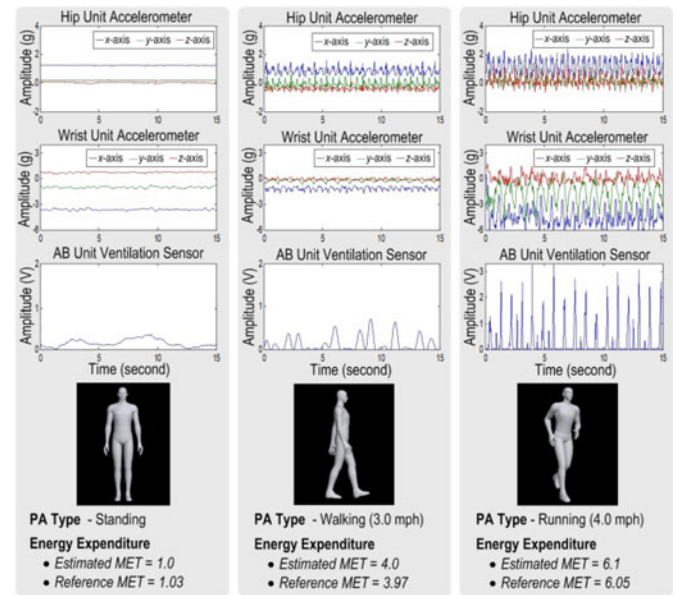 Hip Unit Accelerometer
Amplitude (g)
4
2
0
-2
x-axis y-axis z-axis
0 5 10 15
Wrist Unit Accelerometer
Amplitude (g)
3
0
-3
-6
x-axis y-axis z-axis
0 5 10 15
AB Unit Ventilation Sensor
Amplitude (V)
2
1
0
0 5 10 15
Time (second)
PA Type - Standing
Energy Expenditure
• Estimated MET = 1.0
• Reference MET = 1.03
Hip Unit Accelerometer
Amplitude (g)
4
2
0
-2
x-axis y-axis z-axis
0 5 10 15
Wrist Unit Accelerometer
Amplitude (g)
3
0
-3
-6
x-axis y-axis z-axis
0 5 10 15
AB Unit Ventilation Sensor
Amplitude (V)
2
1
0
0 5 10 15
Time (second)
PA Type - Walking (3.0 mph)
Energy Expenditure
• Estimated MET = 4.0
• Reference MET = 3.97
Hip Unit Accelerometer
Amplitude (g)
4
2
0
-2
x-axis y-axis z-axis
0 5 10 15
Wrist Unit Accelerometer
Amplitude (g)
3
0
-3
-6
x-axis y-axis z-axis
0 5 10 15
AB Unit Ventilation Sensor
Amplitude (V)
3
2
1
0
0 5 10 15
Time (second)
PA Type - Running (4.0 mph)
Energy Expenditure
• Estimated MET = 6.1
• Reference MET = 6.05